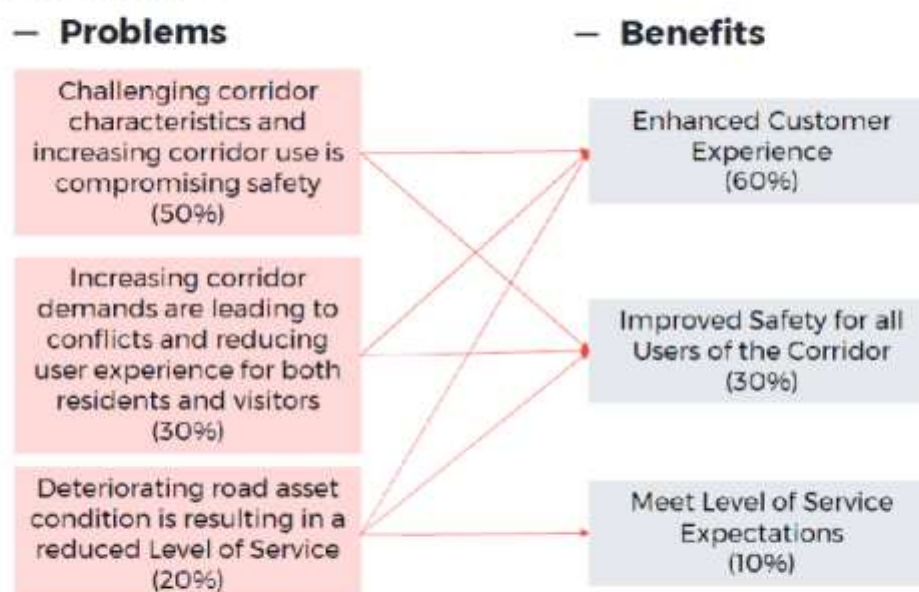 — Problems
Challenging corridor
characteristics and
increasing corridor use is
compromising safety
(50%)
Increasing corridor
demands are leading to
conflicts and reducing
user experience for both
residents and visitors
(30%)
Deteriorating road asset
condition is resulting in a
reduced Level of Service
(20%)
— Benefits
Enhanced Customer
Experience
(60%)
Improved Safety for all
Users of the Corridor
(30%)
Meet Level of Service
Expectations
(10%)